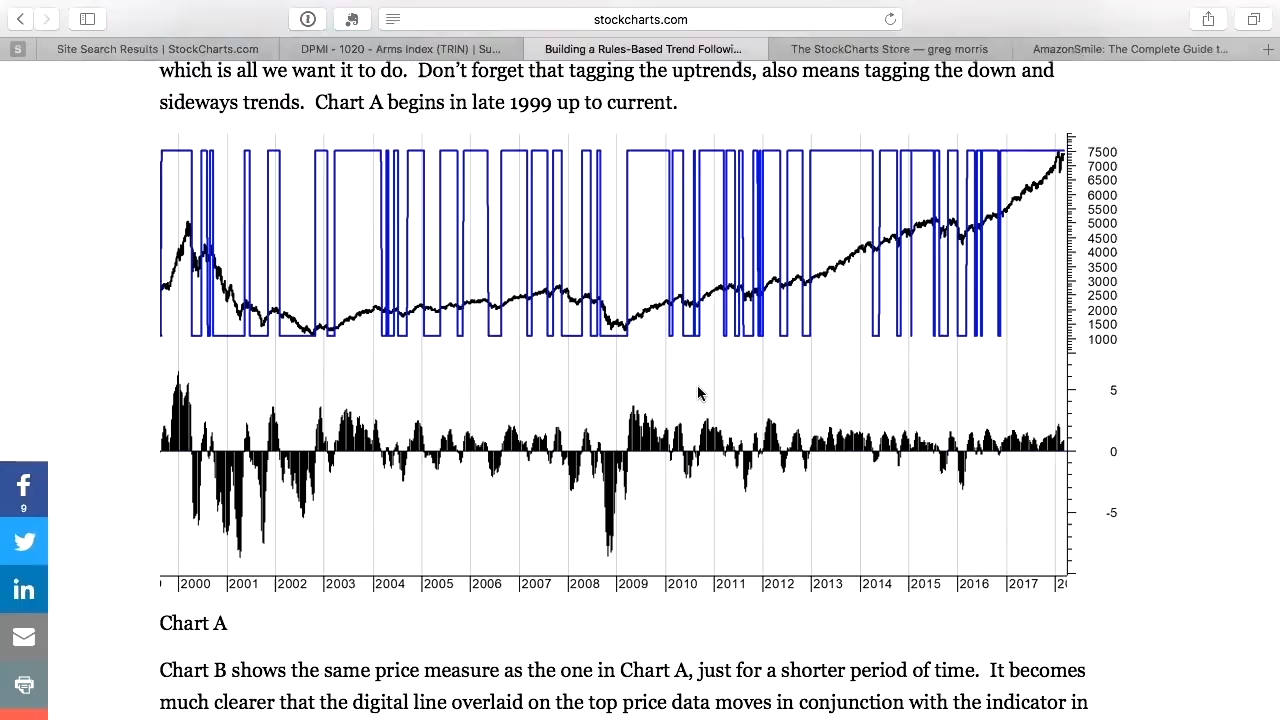 stockcharts.com
S
Site Search Results | StockCharts.com
DPMI - 1020 - Arms Index (TRIN) | Su...
Building a Rules-Based Trend Followi...
The StockCharts Store — greg morris
AmazonSmile: The Complete Guide t...
which is all we want it to do. Don't forget that tagging the uptrends, also means tagging the down and
sideways trends. Chart A begins in late 1999 up to current.
7500
7000
6500
6000
5500
5000
4500
4000
3500
3000
2500
2000
1500
1000
5
0
-5
2000 2001 2002 2003 2004 2005 2006 2007 2008 2009 2010 2011 2012 2013 2014 2015 2016 2017
9
Chart A
Chart B shows the same price measure as the one in Chart A, just for a shorter period of time. It becomes
much clearer that the digital line overlaid on the top price data moves in conjunction with the indicator in